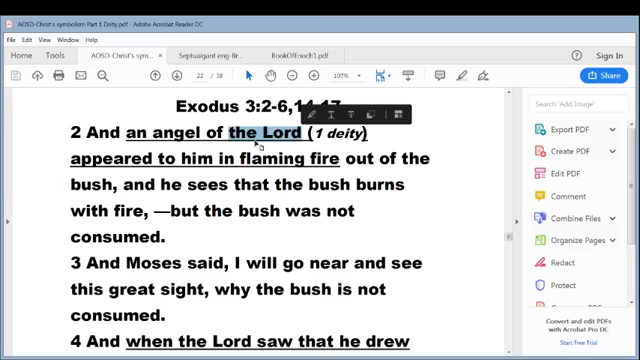 AOSD-Christ's symbolism Part 1 Deity.pdf - Adobe Acrobat Reader DC
File Edit View Window Help
Home Tools AOSD-Christ's sym... × Septuaigant eng-Br... BookOfEnoch1.pdf Sign In
22 / 38 107% Share
Exodus 3:2-6,14-17
2 And an angel of the Lord (1 deity)
appeared to him in flaming fire out of the
bush, and he sees that the bush burns
with fire, —but the bush was not
consumed.
3 And Moses said, I will go near and see
this great sight, why the bush is not
consumed.
4 And when the Lord saw that he drew
Search 'Add Image'
Export PDF
Create PDF
Edit PDF
Comment
Combine Files
Organize Pages
Redact
Protect
Convert and edit PDFs
with Acrobat Pro DC
Start Free Trial